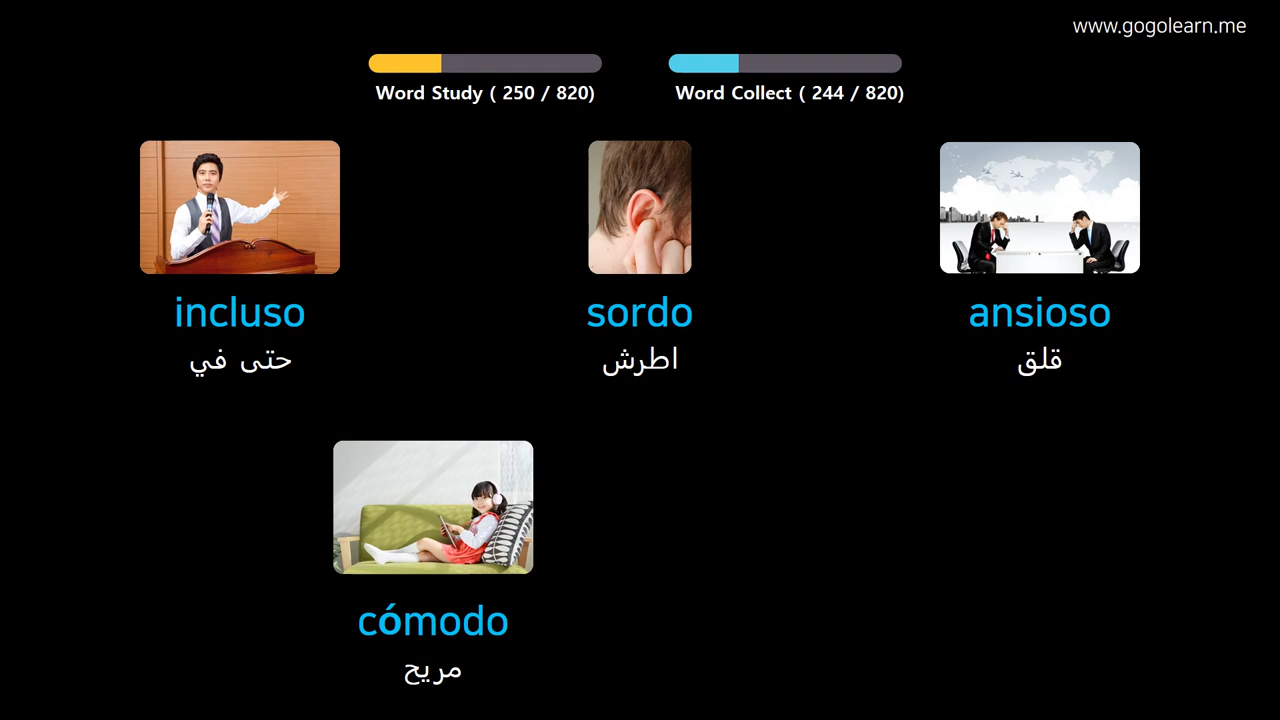 www.gogolearn.me
Word Study ( 250 / 820)
Word Collect ( 244 / 820)
incluso
حتى في
sordo
اطرش
ansioso
قلق
cómodo
مريح